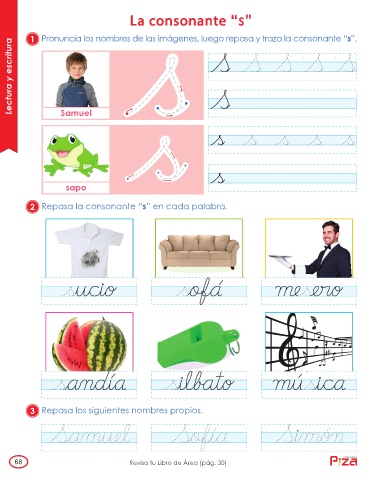 La consonante “s”
Lectura y escritura
1 Pronuncia los nombres de las imágenes, luego repasa y traza la consonante “s”.
Samuel
s
s s s s s
s
sapo
s
s s s s s
s
2 Repasa la consonante “s” en cada palabra.
sucio sofá mesero
sandía silbato música
3 Repasa los siguientes nombres propios.
Samuel Sofía Simón
68
Revisa tu Libro de Área (pág. 30)